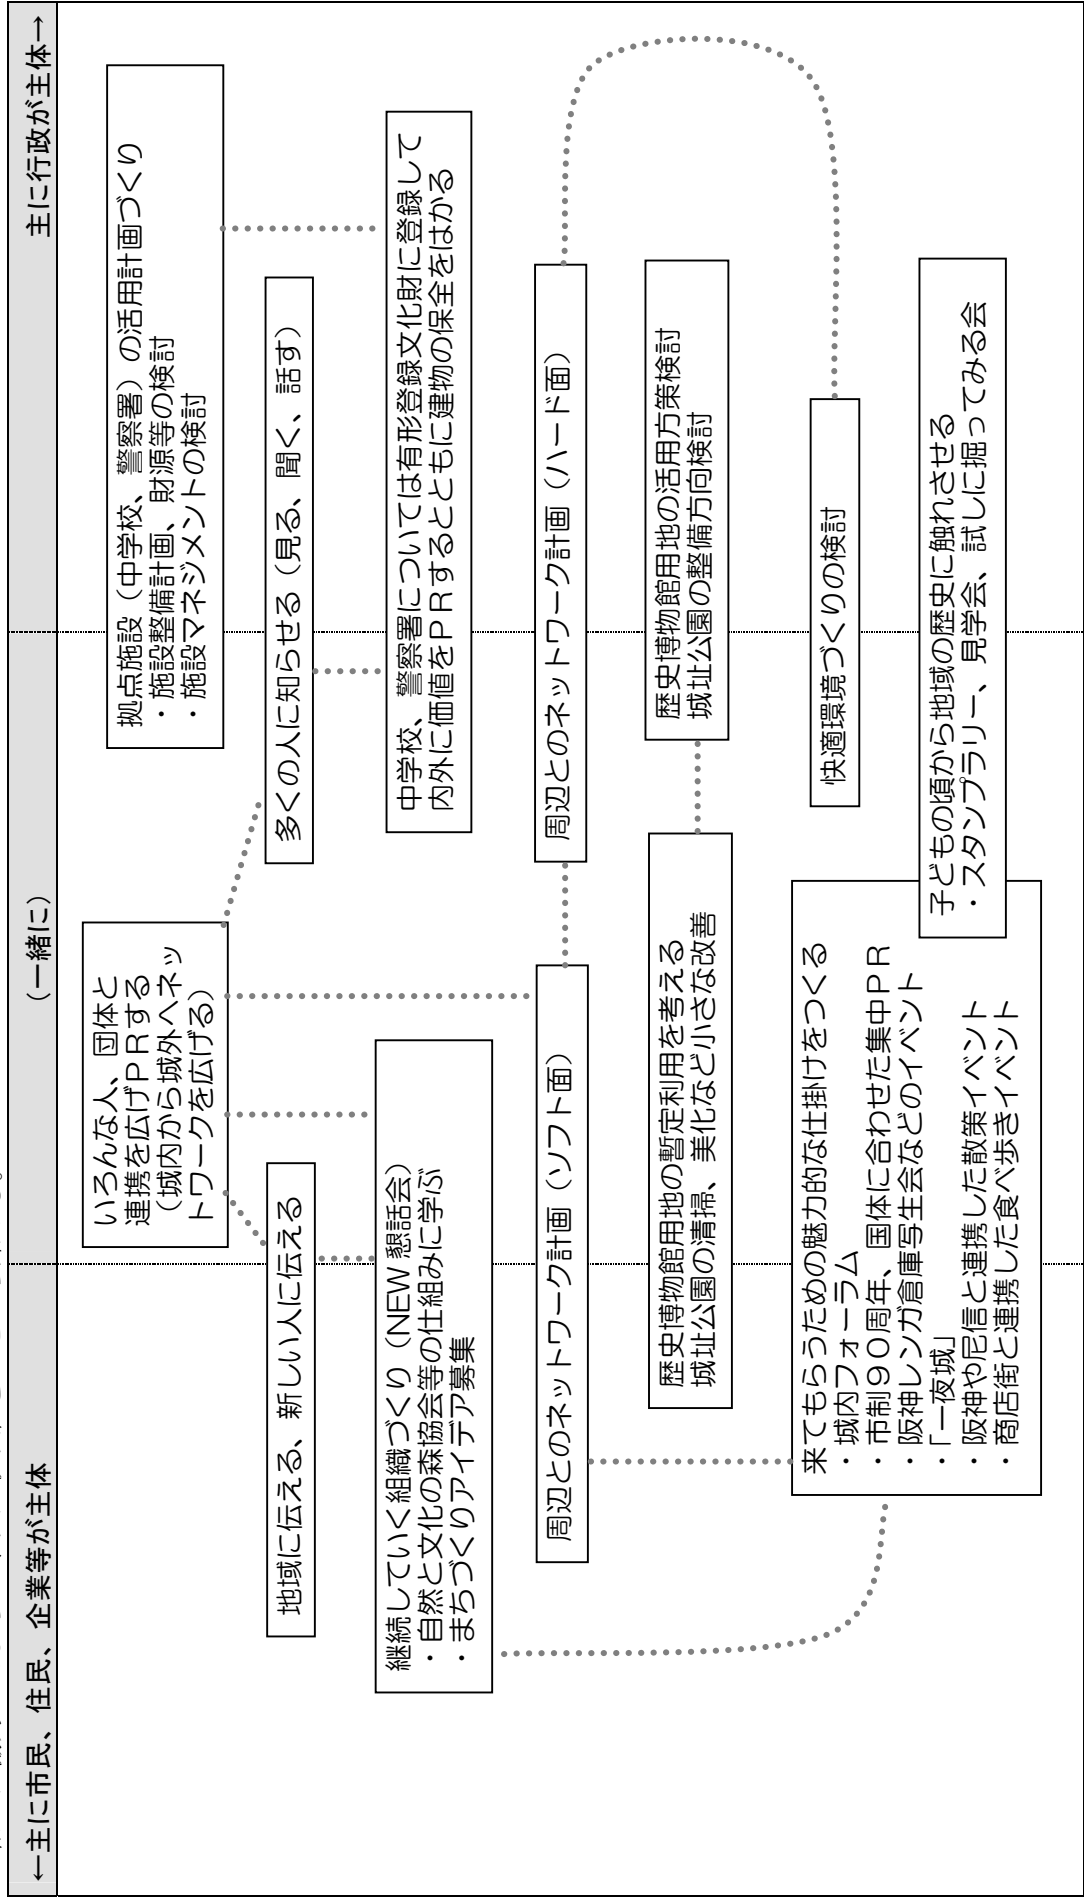 ←主に市民、住民、企業等が主体
（一緒に）
主に行政が主体→
いろんな人、団体と
連携を広げＰＲする
（城内から城外へネッ
トワークを広げる）
拠点施設（中学校、警察署）の活用計画づくり
・施設整備計画、財源等の検討
・施設マネジメントの検討
地域に伝える、新しい人に伝える
多くの人に知らせる（見る、聞く、話す）
継続していく組織づくり（NEW 懇話会）
・自然と文化の森協会等の仕組みに学ぶ
・まちづくりアイデア募集
中学校、警察署については有形登録文化財に登録して
内外に価値をＰＲするとともに建物の保全をはかる
周辺とのネットワーク計画（ソフト面）
周辺とのネットワーク計画（ハード面）
歴史博物館用地の暫定利用を考える
城址公園の清掃、美化など小さな改善
歴史博物館用地の活用方策検討
城址公園の整備方向検討
来てもらうための魅力的な仕掛けをつくる
・城内フォーラム
・市制９０周年、国体に合わせた集中ＰＲ
・阪神レンガ倉庫写生会などのイベント
・「一夜城」
・阪神や尼信と連携した散策イベント
・商店街と連携した食べ歩きイベント
快適環境づくりの検討
子どもの頃から地域の歴史に触れさせる
・スタンプラリー、見学会、試しに掘ってみる会